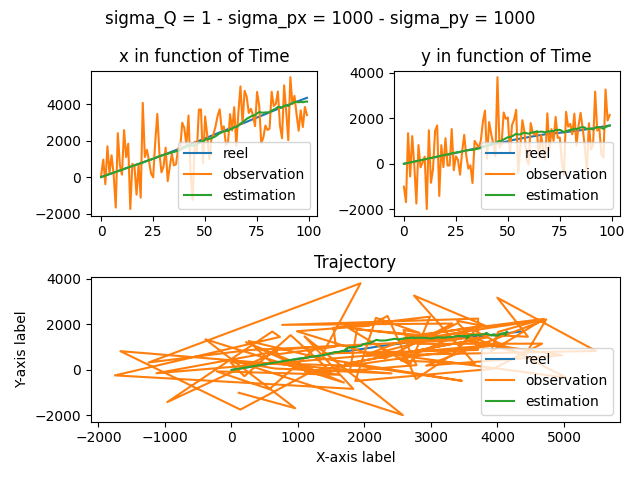 sigma_Q = 1 - sigma_px = 1000 - sigma_py = 1000
x in function of Time
4000
2000
0
−2000
0
25
50
75
100
reel
observation
estimation
y in function of Time
4000
2000
0
−2000
0
25
50
75
100
reel
observation
estimation
Trajectory
Y-axis label
4000
2000
0
−2000
−2000
−1000
0
1000
2000
3000
4000
5000
reel
observation
estimation
X-axis label